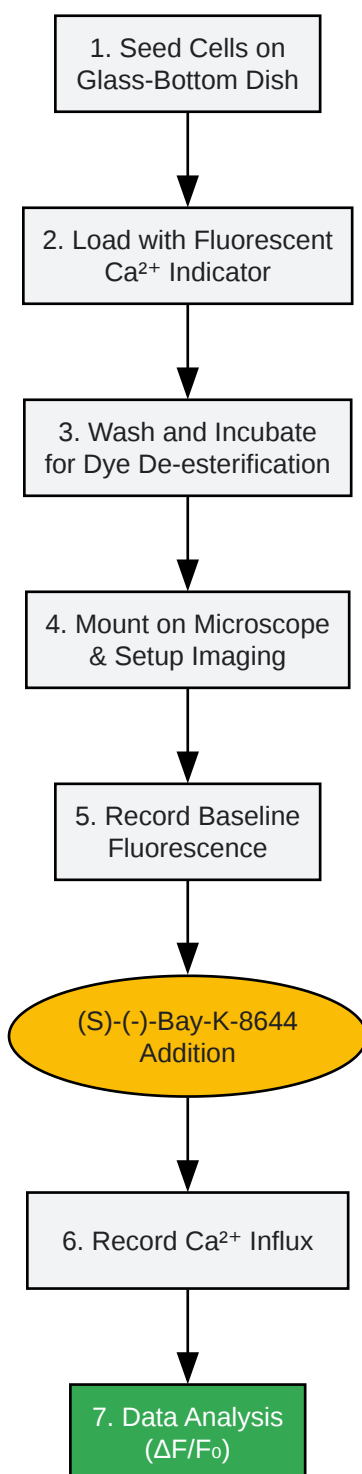 1. Seed Cells on
Glass-Bottom Dish
2. Load with Fluorescent
Ca²⁺ Indicator
3. Wash and Incubate
for Dye De-esterification
4. Mount on Microscope
& Setup Imaging
5. Record Baseline
Fluorescence
(S)-(-)-Bay-K-8644
Addition
6. Record Ca²⁺ Influx
7. Data Analysis
(ΔF/F₀)